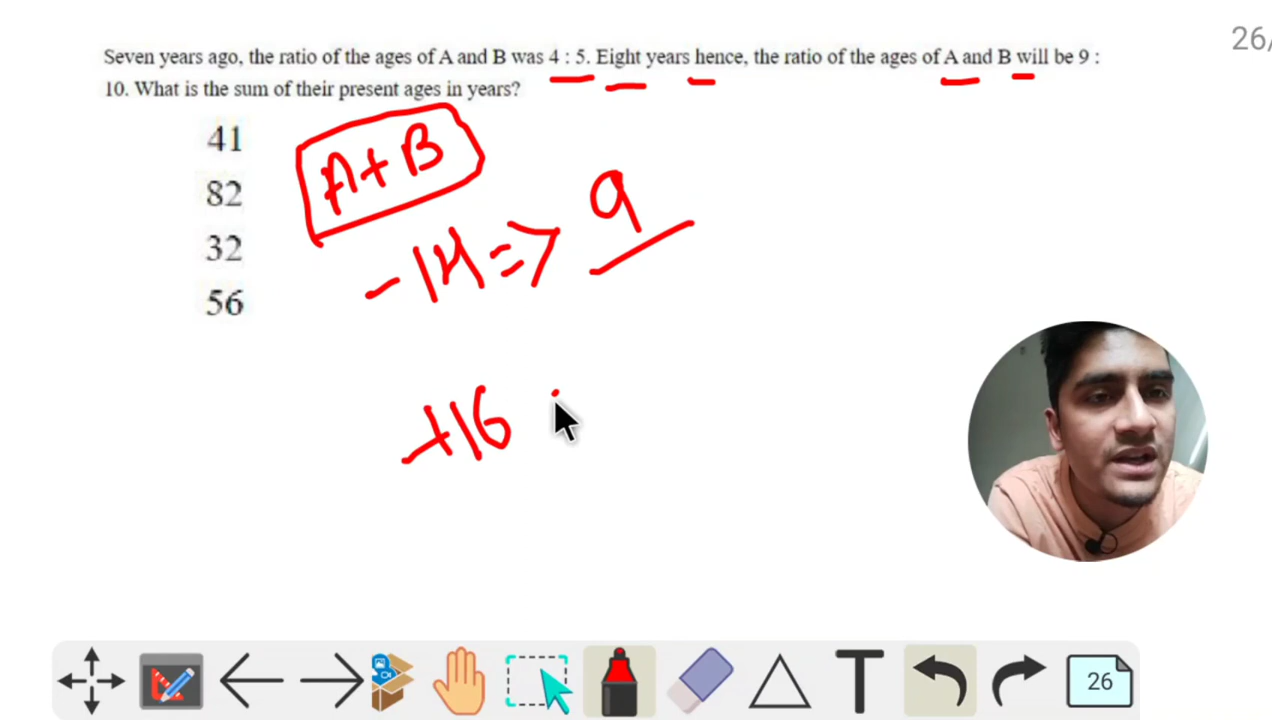 26/
Seven years ago, the ratio of the ages of A and B was 4 : 5. Eight years hence, the ratio of the ages of A and B will be 9 :
10. What is the sum of their present ages in years?
41
82
32
56
A+B
-14=> 9
+16
T
26